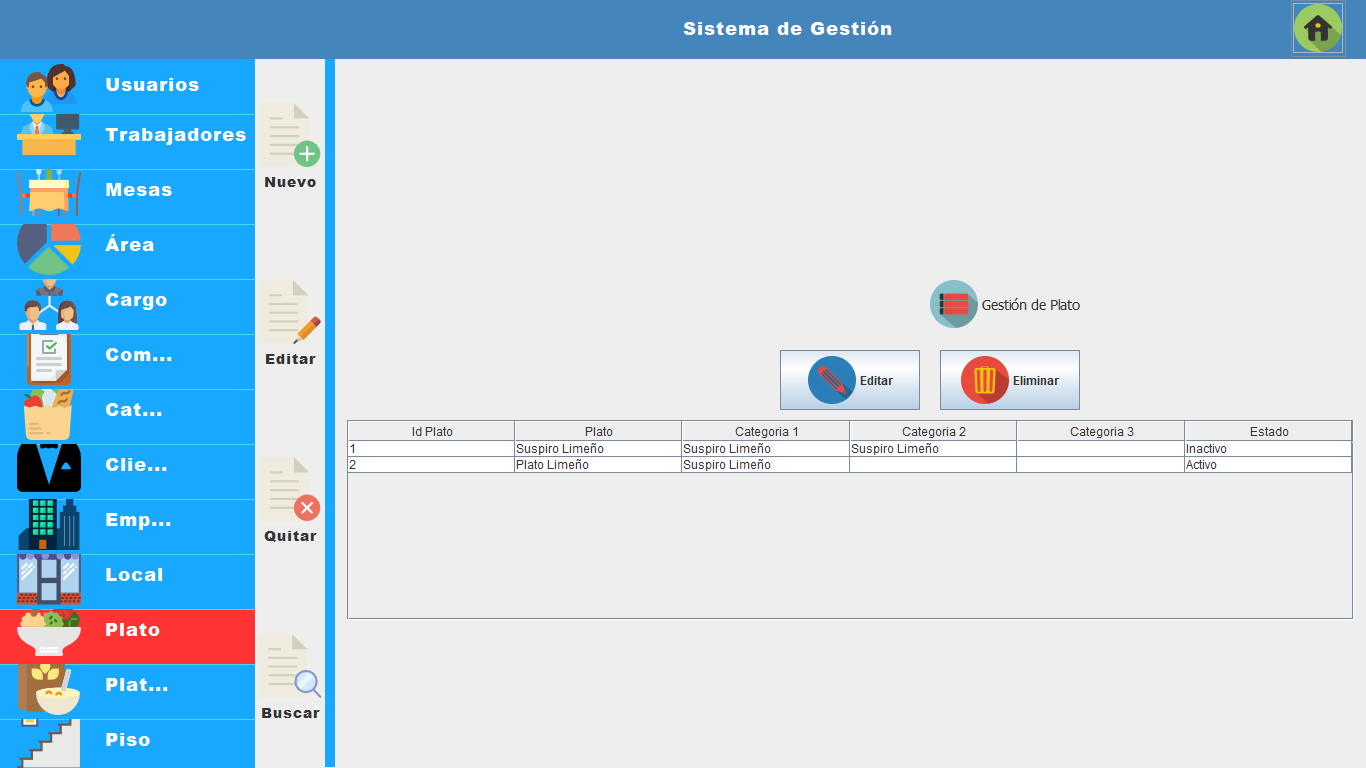 Sistema de Gestión
Usuarios
Trabajadores
Mesas
Área
Cargo
Com...
Cat...
Clie...
Emp...
Local
Plato
Plat...
Piso
Nuevo
Editar
Quitar
Buscar
Gestión de Plato
Editar Eliminar
Id Plato Plato Categoria 1 Categoria 2 Categoria 3 Estado
1 Suspiro Limeño Suspiro Limeño Suspiro Limeño Inactivo
2 Plato Limeño Suspiro Limeño Activo